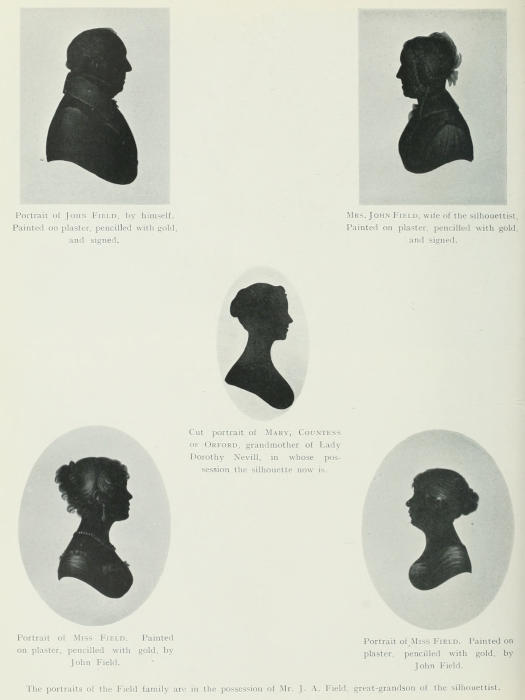 Portrait of JOHN FIELD, by himself.
Painted on plaster, pencilled with gold,
and signed.
MRS. JOHN FIELD, wife of the silhouettist.
Painted on plaster, pencilled with gold,
and signed.
Cut portrait of MARY, COUNTESS
OF ORFORD, grandmother of Lady
Dorothy Nevill, in whose pos-
session the silhouette now is.
Portrait of MISS FIELD. Painted
on plaster, pencilled with gold, by
John Field.
Portrait of MISS FIELD. Painted on
plaster, pencilled with gold, by
John Field.
The portraits of the Field family are in the possession of Mr. J. A. Field, great-grandson of the silhouettist.